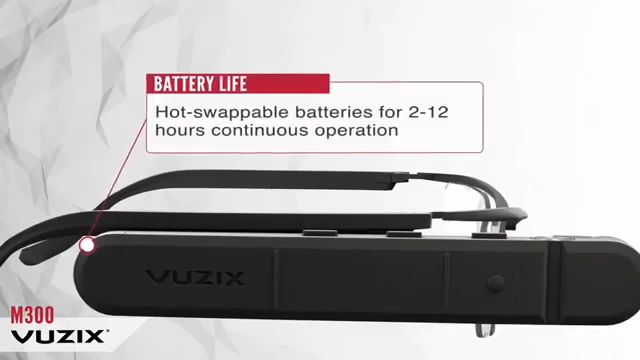 BATTERY LIFE
Hot-swappable batteries for 2-12
hours continuous operation
VUZIX
M300
VUZIX®